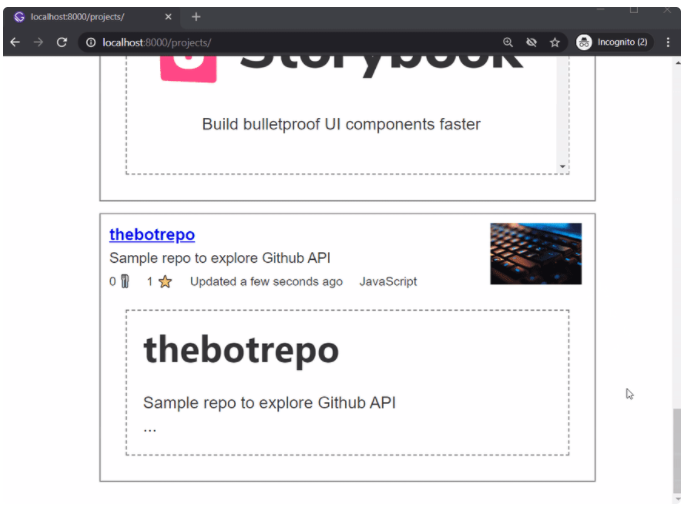 localhost:8000/projects/
localhost:8000/projects/
Incognito (2)
Storybook
Build bulletproof UI components faster
thebotrepo
Sample repo to explore Github API
0 1 Updated a few seconds ago JavaScript
thebotrepo
Sample repo to explore Github API
...